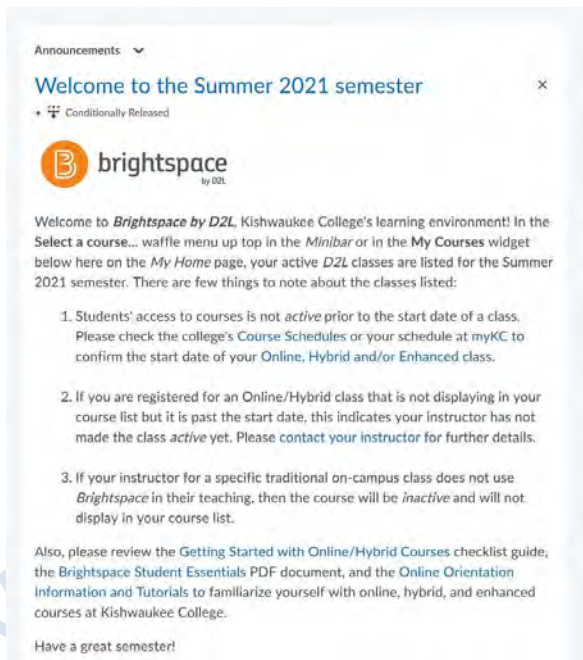 Announcements
Welcome to the Summer 2021 semester
Conditionally Released
brightspace
by D2L
Welcome to Brightspace by D2L, Kishwaukee College's learning environment! In the
Select a course... waffle menu up top in the Minibar or in the My Courses widget
below here on the My Home page, your active D2L classes are listed for the Summer
2021 semester. There are few things to note about the classes listed:
1. Students' access to courses is not active prior to the start date of a class.
Please check the college's Course Schedules or your schedule at myKC to
confirm the start date of your Online, Hybrid and/or Enhanced class.
2. If you are registered for an Online/Hybrid class that is not displaying in your
course list but it is past the start date, this indicates your instructor has not
made the class active yet. Please contact your instructor for further details.
3. If your instructor for a specific traditional on-campus class does not use
Brightspace in their teaching, then the course will be inactive and will not
display in your course list.
Also, please review the Getting Started with Online/Hybrid Courses checklist guide,
the Brightspace Student Essentials PDF document, and the Online Orientation
Information and Tutorials to familiarize yourself with online, hybrid, and enhanced
courses at Kishwaukee College.
Have a great semester!